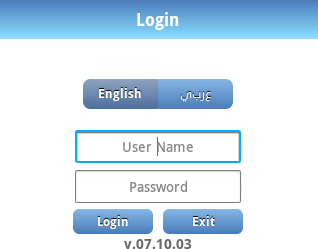 Login
English عربي
User Name
Password
Login Exit
v.07.10.03